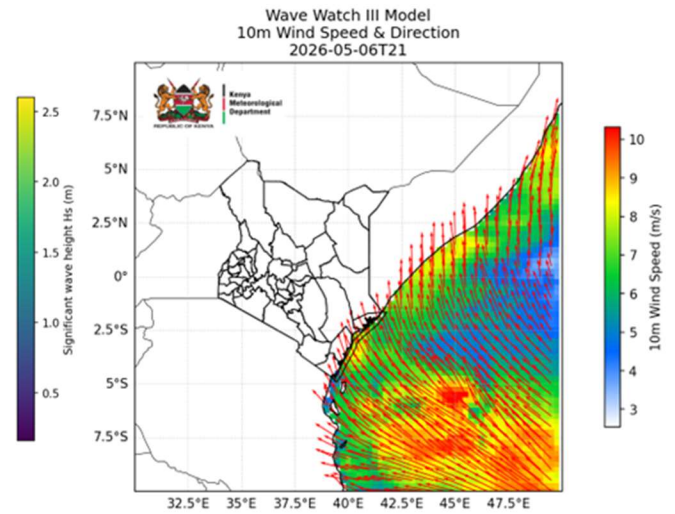 Wave Watch III Model
10m Wind Speed & Direction
2026-05-06T21
Kenya
Meteorological
Department
REPUBLIC OF KENYA
2.5
2.0
1.5
1.0
0.5
Significant wave height Hs (m)
7.5°N
5°N
2.5°N
0°
2.5°S
5°S
7.5°S
32.5°E
35°E
37.5°E
40°E
42.5°E
45°E
47.5°E
10
9
8
7
6
5
4
3
10m Wind Speed (m/s)